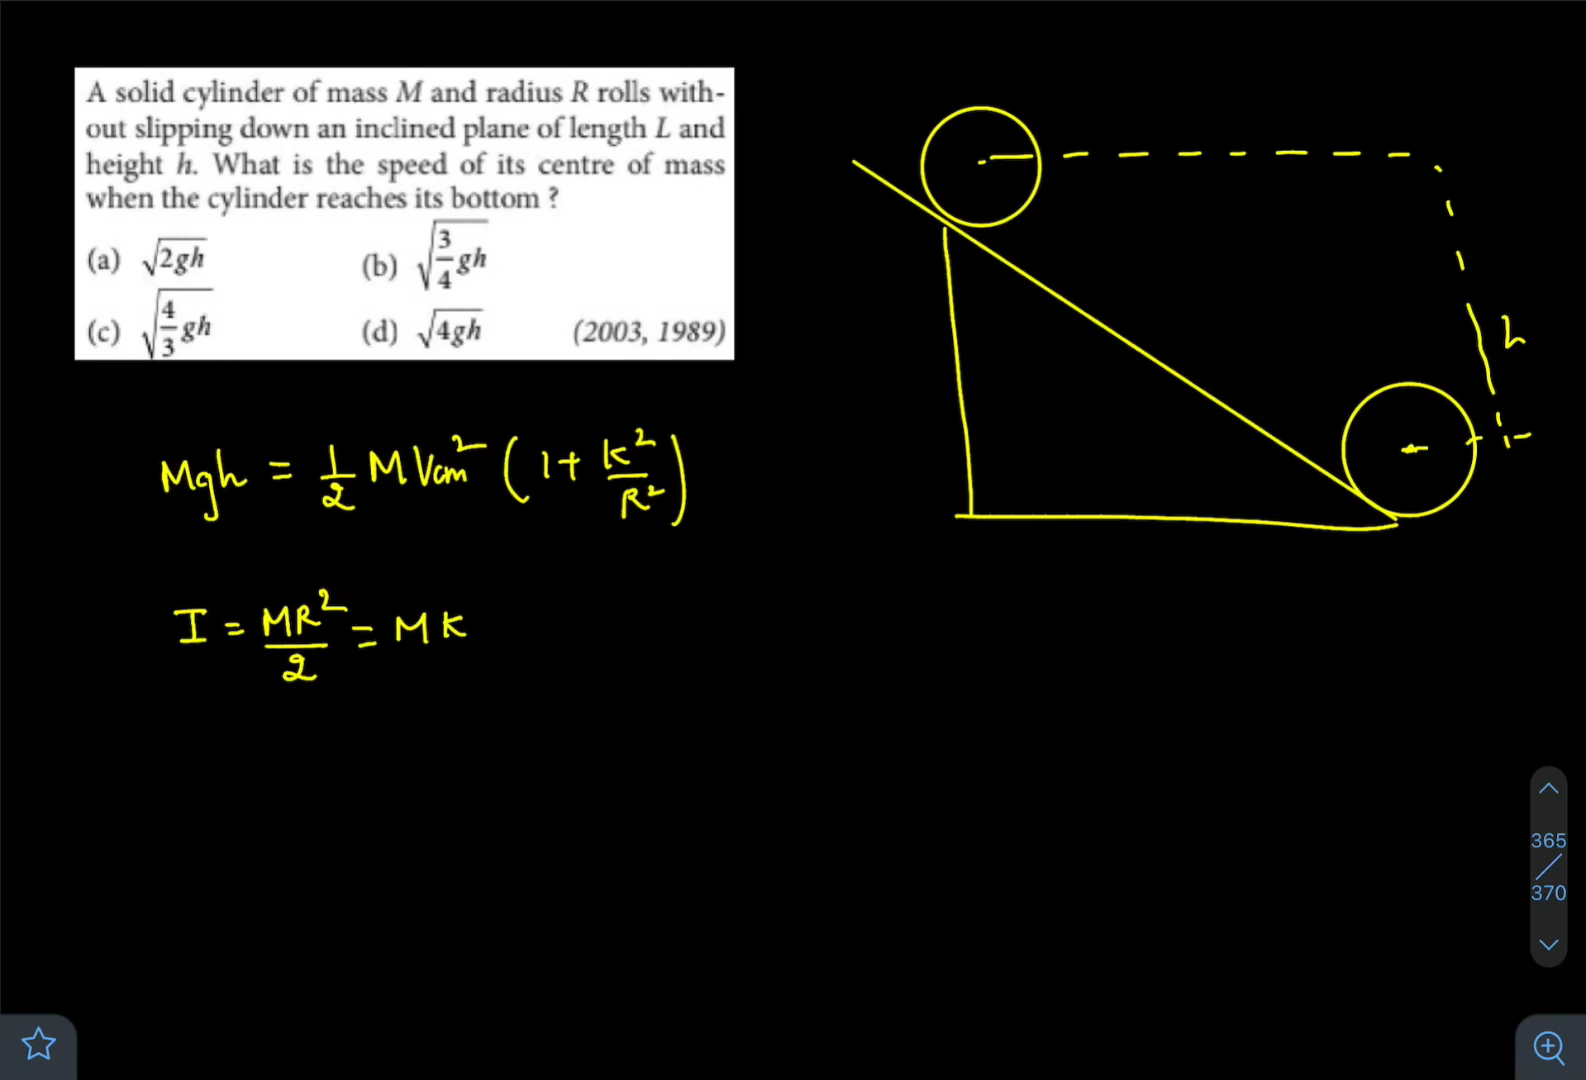 A solid cylinder of mass M and radius R rolls with-
out slipping down an inclined plane of length L and
height h. What is the speed of its centre of mass
when the cylinder reaches its bottom ?
(a) √2gh (b) √3/4 gh
(c) √4/3 gh (d) √4gh (2003, 1989)
h
Mgh = 1/2 M Vcm² (1 + K²/R²)
I = MR²/2 = MK
365
370